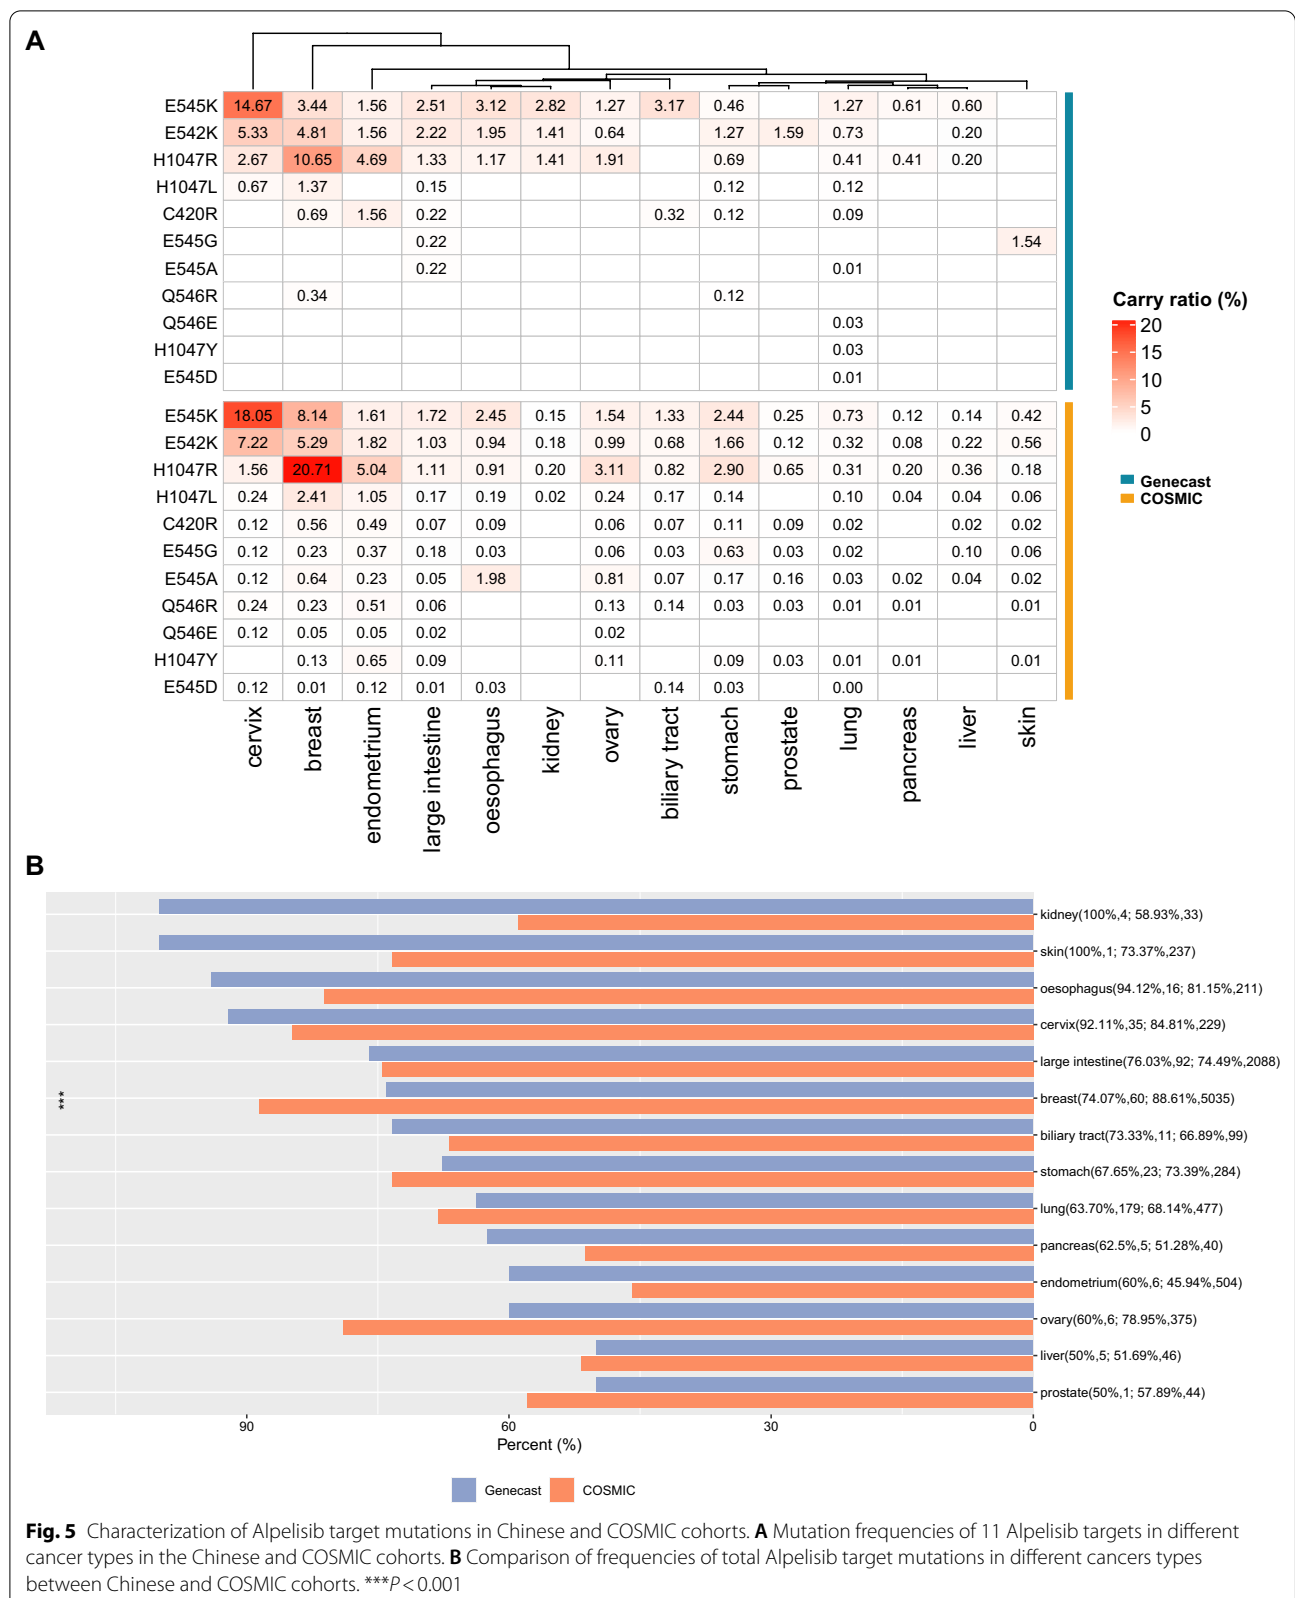 A
E545K 14.67 3.44 1.56 2.51 3.12 2.82 1.27 3.17 0.46 1.27 0.61 0.60
E542K 5.33 4.81 1.56 2.22 1.95 1.41 0.64 1.27 1.59 0.73 0.20
H1047R 2.67 10.65 4.69 1.33 1.17 1.41 1.91 0.69 0.41 0.41 0.20
H1047L 0.67 1.37 0.15 0.12 0.12
C420R 0.69 1.56 0.22 0.32 0.12 0.09
E545G 0.22 1.54
E545A 0.22 0.01
Q546R 0.34 0.12
Q546E 0.03
H1047Y 0.03
E545D 0.01
E545K 18.05 8.14 1.61 1.72 2.45 0.15 1.54 1.33 2.44 0.25 0.73 0.12 0.14 0.42
E542K 7.22 5.29 1.82 1.03 0.94 0.18 0.99 0.68 1.66 0.12 0.32 0.08 0.22 0.56
H1047R 1.56 20.71 5.04 1.11 0.91 0.20 3.11 0.82 2.90 0.65 0.31 0.20 0.36 0.18
H1047L 0.24 2.41 1.05 0.17 0.19 0.02 0.24 0.17 0.14 0.10 0.04 0.04 0.06
C420R 0.12 0.56 0.49 0.07 0.09 0.06 0.07 0.11 0.09 0.02 0.02 0.02
E545G 0.12 0.23 0.37 0.18 0.03 0.06 0.03 0.63 0.03 0.02 0.10 0.06
E545A 0.12 0.64 0.23 0.05 1.98 0.81 0.07 0.17 0.16 0.03 0.02 0.04 0.02
Q546R 0.24 0.23 0.51 0.06 0.13 0.14 0.03 0.03 0.01 0.01 0.01
Q546E 0.12 0.05 0.05 0.02 0.02
H1047Y 0.13 0.65 0.09 0.11 0.09 0.03 0.01 0.01 0.01
E545D 0.12 0.01 0.12 0.01 0.03 0.14 0.03 0.00
cervix
breast
endometrium
large intestine
oesophagus
kidney
ovary
biliary tract
stomach
prostate
lung
pancreas
liver
skin
Carry ratio (%)
20
15
10
5
0
Genecast
COSMIC
B
kidney(100%,4; 58.93%,33)
skin(100%,1; 73.37%,237)
oesophagus(94.12%,16; 81.15%,211)
cervix(92.11%,35; 84.81%,229)
large intestine(76.03%,92; 74.49%,2088)
***
breast(74.07%,60; 88.61%,5035)
biliary tract(73.33%,11; 66.89%,99)
stomach(67.65%,23; 73.39%,284)
lung(63.70%,179; 68.14%,477)
pancreas(62.5%,5; 51.28%,40)
endometrium(60%,6; 45.94%,504)
ovary(60%,6; 78.95%,375)
liver(50%,5; 51.69%,46)
prostate(50%,1; 57.89%,44)
90 60 30 0
Percent (%)
Genecast COSMIC
Fig. 5 Characterization of Alpelisib target mutations in Chinese and COSMIC cohorts. A Mutation frequencies of 11 Alpelisib targets in different
cancer types in the Chinese and COSMIC cohorts. B Comparison of frequencies of total Alpelisib target mutations in different cancers types
between Chinese and COSMIC cohorts. ***P < 0.001